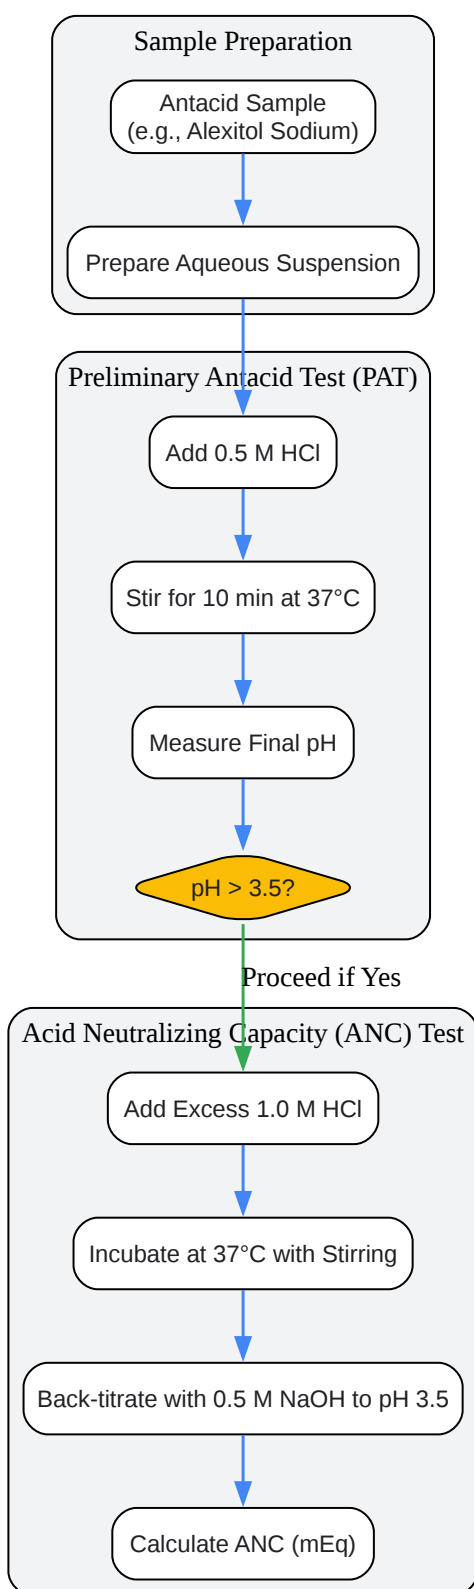 Sample Preparation
Antacid Sample
(e.g., Alexitol Sodium)
Prepare Aqueous Suspension
Preliminary Antacid Test (PAT)
Add 0.5 M HCl
Stir for 10 min at 37°C
Measure Final pH
pH > 3.5?
Proceed if Yes
Acid Neutralizing Capacity (ANC) Test
Add Excess 1.0 M HCl
Incubate at 37°C with Stirring
Back-titrate with 0.5 M NaOH to pH 3.5
Calculate ANC (mEq)